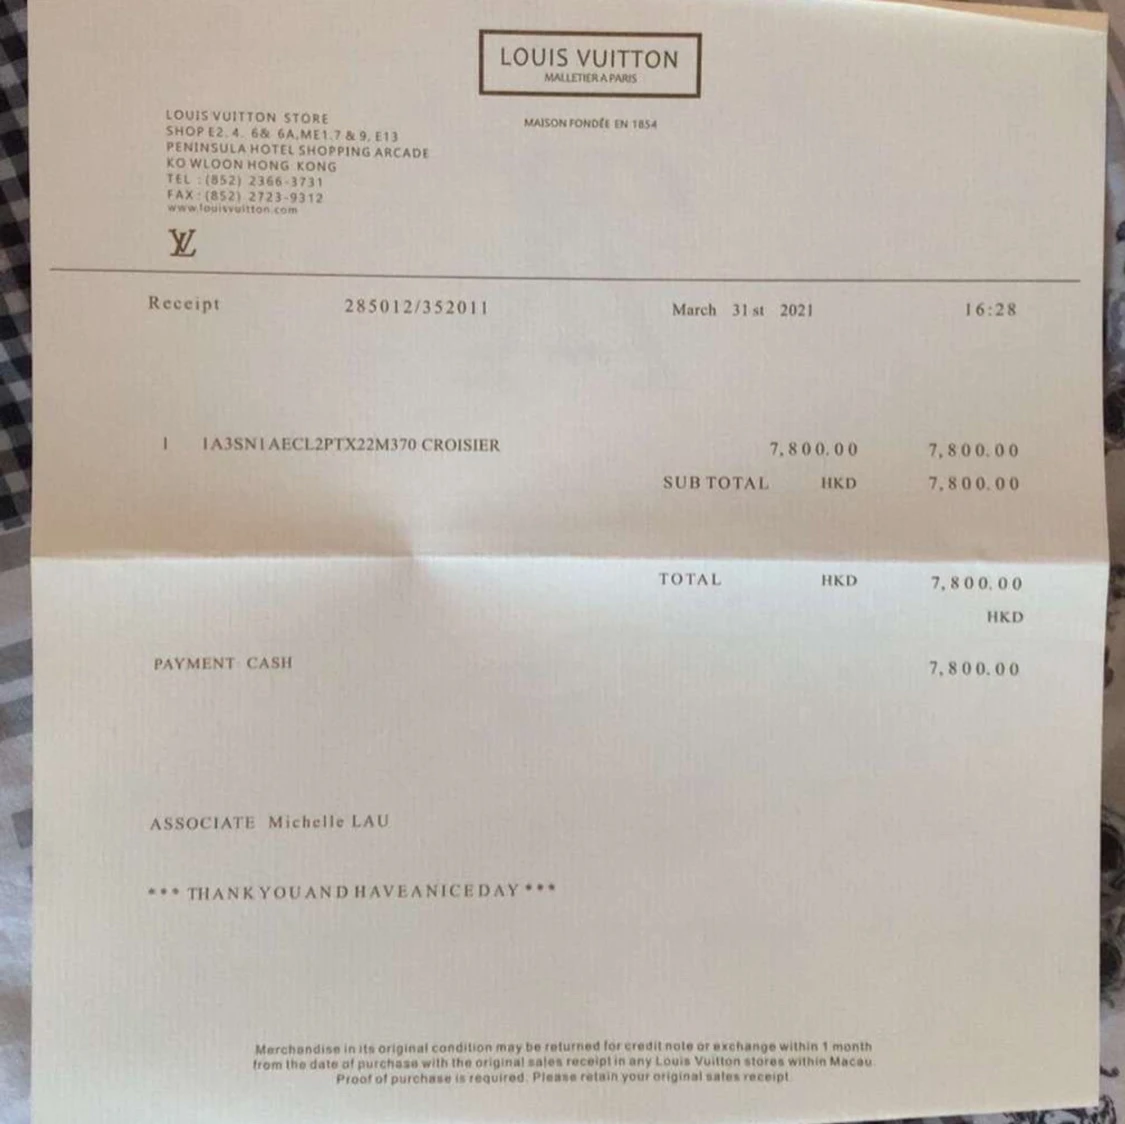 LOUIS VUITTON
MALLETIER A PARIS
MAISON FONDÉE EN 1854
LOUIS VUITTON STORE
SHOP E2. 4. 6& 6A,ME1.7 & 9, E13
PENINSULA HOTEL SHOPPING ARCADE
KO WLOON HONG KONG
TEL : (852) 2366-3731
FAX : (852) 2723-9312
www.louisvuitton.com
LV
Receipt 285012/352011 March 31 st 2021 16:28
1 1A3SN1AECL2PTX22M370 CROISIER 7,800.00 7,800.00
SUB TOTAL HKD 7,800.00
TOTAL HKD 7,800.00
HKD
PAYMENT CASH 7,800.00
ASSOCIATE Michelle LAU
*** THANK YOU AND HAVE A NICE DAY ***
Merchandise in its original condition may be returned for credit note or exchange within 1 month
from the date of purchase with the original sales receipt in any Louis Vuitton stores within Macau.
Proof of purchase is required. Please retain your original sales receipt.